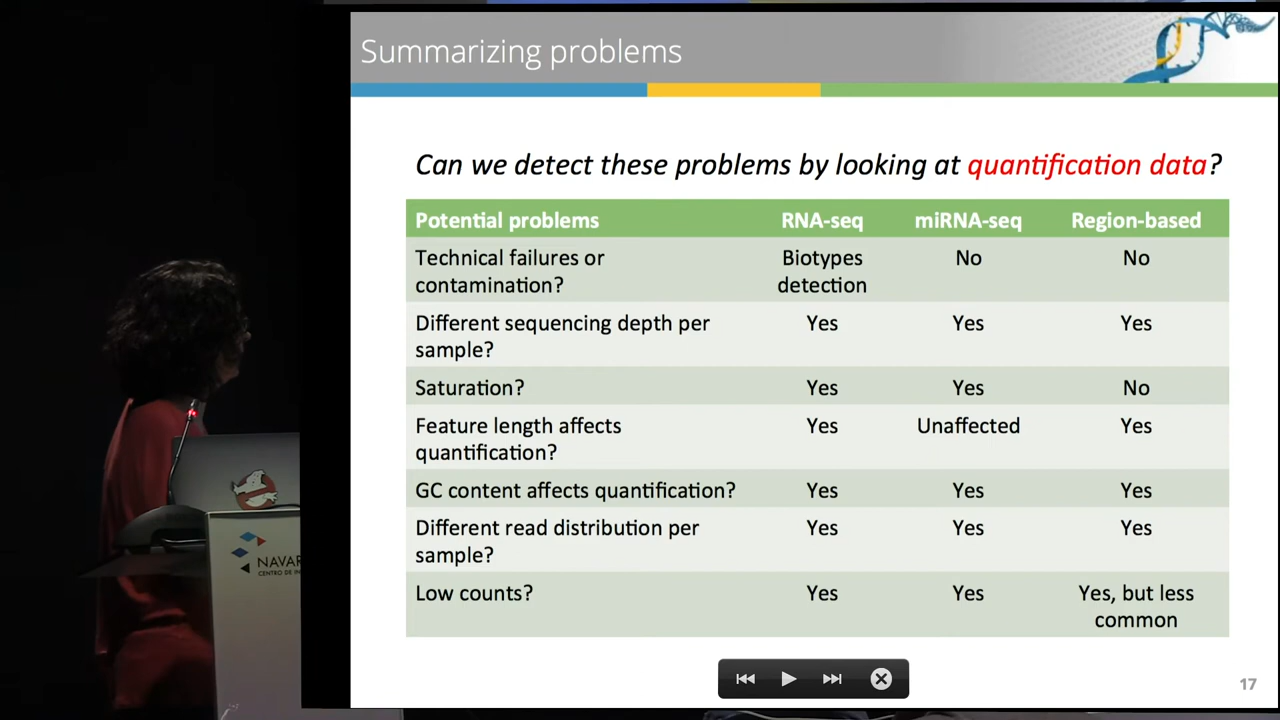 Summarizing problems
Can we detect these problems by looking at quantification data?
Potential problems RNA-seq miRNA-seq Region-based
Technical failures or contamination? Biotypes detection No No
Different sequencing depth per sample? Yes Yes Yes
Saturation? Yes Yes No
Feature length affects quantification? Yes Unaffected Yes
GC content affects quantification? Yes Yes Yes
Different read distribution per sample? Yes Yes Yes
Low counts? Yes Yes Yes, but less common
17
CENTRO DE